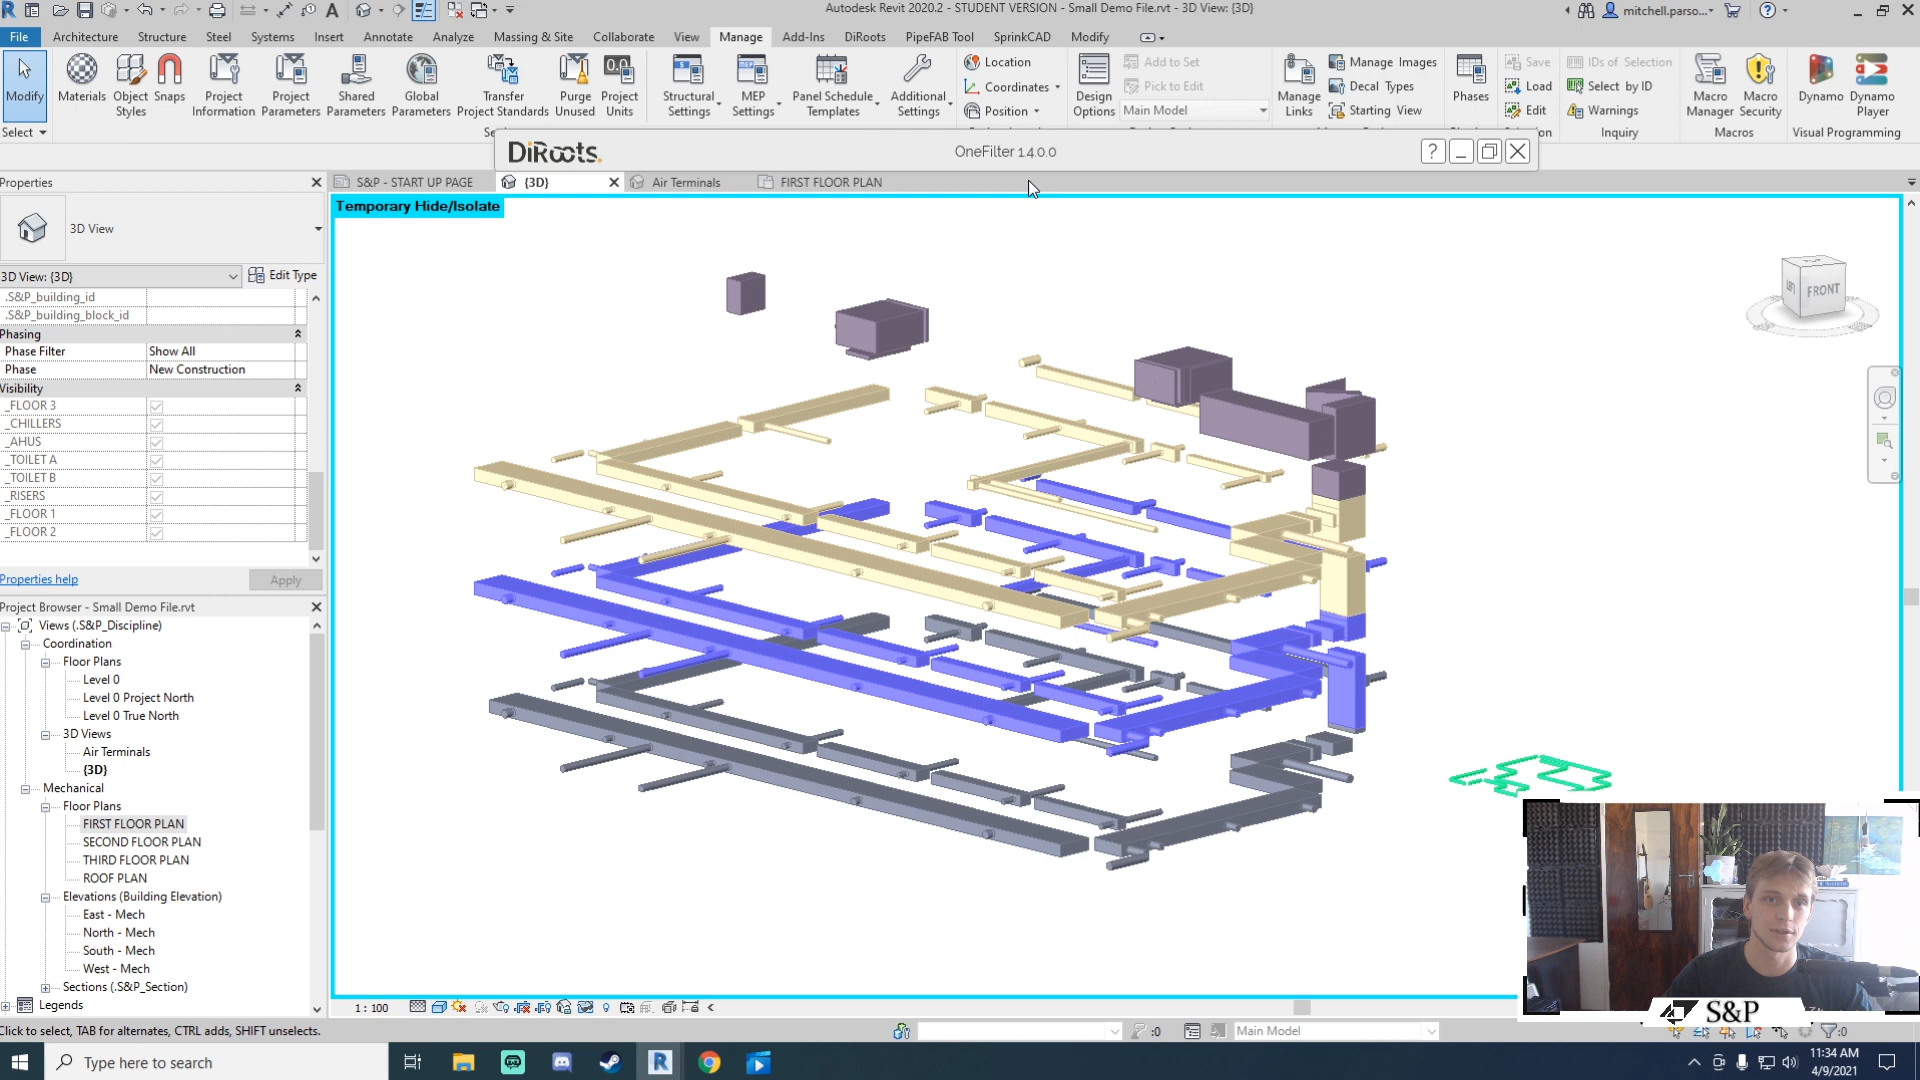 Autodesk Revit 2020.2 - STUDENT VERSION - Small Demo File.rvt - 3D View: {3D}
mitchell.parso...
File Architecture Structure Steel Systems Insert Annotate Analyze Massing & Site Collaborate View Manage Add-Ins DiRoots PipeFAB Tool SprinkCAD Modify
Modify
Materials
Object Styles
Snaps
Project Information
Project Parameters
Shared Parameters
Global Parameters
Transfer Project Standards
Purge Unused
Project Units
0.0
Structural Settings
MEP Settings
Panel Schedule Templates
Additional Settings
Location
Coordinates
Position
Design Options
Add to Set
Pick to Edit
Main Model
Manage Links
Manage Images
Decal Types
Starting View
Phases
Save
Load
Edit
IDs of Selection
Select by ID
Warnings
Macro Manager
Macro Security
Dynamo
Dynamo Player
Select
Inquiry
Macros
Visual Programming
DiRoots.
OneFilter 1.4.0.0
?
Properties
S&P - START UP PAGE
{3D}
Air Terminals
FIRST FLOOR PLAN
Temporary Hide/Isolate
3D View
3D View: {3D}
Edit Type
.S&P_building_id
.S&P_building_block_id
Phasing
Phase Filter Show All
Phase New Construction
Visibility
_FLOOR 3
_CHILLERS
_AHUS
_TOILET A
_TOILET B
_RISERS
_FLOOR 1
_FLOOR 2
Properties help
Apply
Project Browser - Small Demo File.rvt
Views (.S&P_Discipline)
Coordination
Floor Plans
Level 0
Level 0 Project North
Level 0 True North
3D Views
Air Terminals
{3D}
Mechanical
Floor Plans
FIRST FLOOR PLAN
SECOND FLOOR PLAN
THIRD FLOOR PLAN
ROOF PLAN
Elevations (Building Elevation)
East - Mech
North - Mech
South - Mech
West - Mech
Sections (.S&P_Section)
Legends
FRONT
S&P
1 : 100
Click to select, TAB for alternates, CTRL adds, SHIFT unselects.
:0
Main Model
:0
Type here to search
11:34 AM
4/9/2021